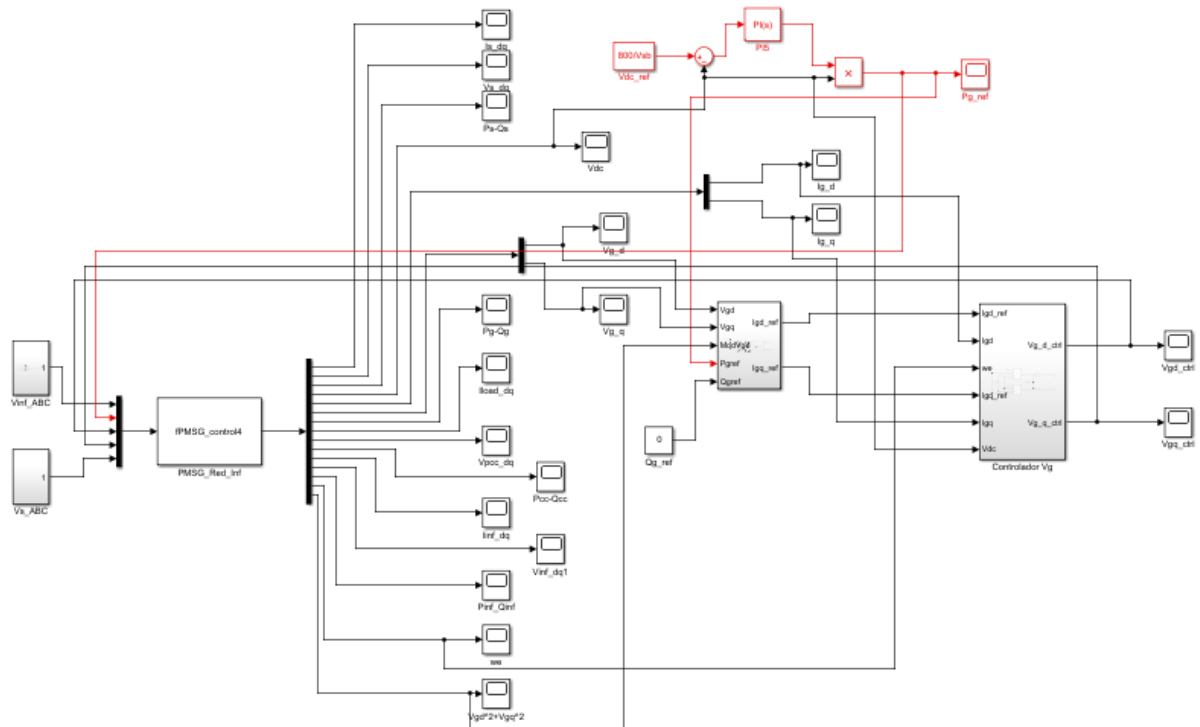 Is_dq
Vs_dq
Ps-Qs
Vdc
800/Vsb
Vdc_ref
PI(s)
PI5
×
Pg_ref
Ig_d
Ig_q
Vg_d
Vg_q
Pg-Qg
Iload_dq
Vpcc_dq
Pcc-Qcc
Iinf_dq
Vinf_dq1
Pinf_Qinf
we
Vgd^2+Vgq^2
1
Vinf_ABC
1
Vs_ABC
fPMSG_control4
PMSG_Red_Inf
Vgd
Vgq
Pgref
Qgref
Igd_ref
Igq_ref
0
Qg_ref
Igd_ref
Igd
we
Igq_ref
Igq
Vdc
Vg_d_ctrl
Vg_q_ctrl
Controlador Vg
Vgd_ctrl
Vgq_ctrl